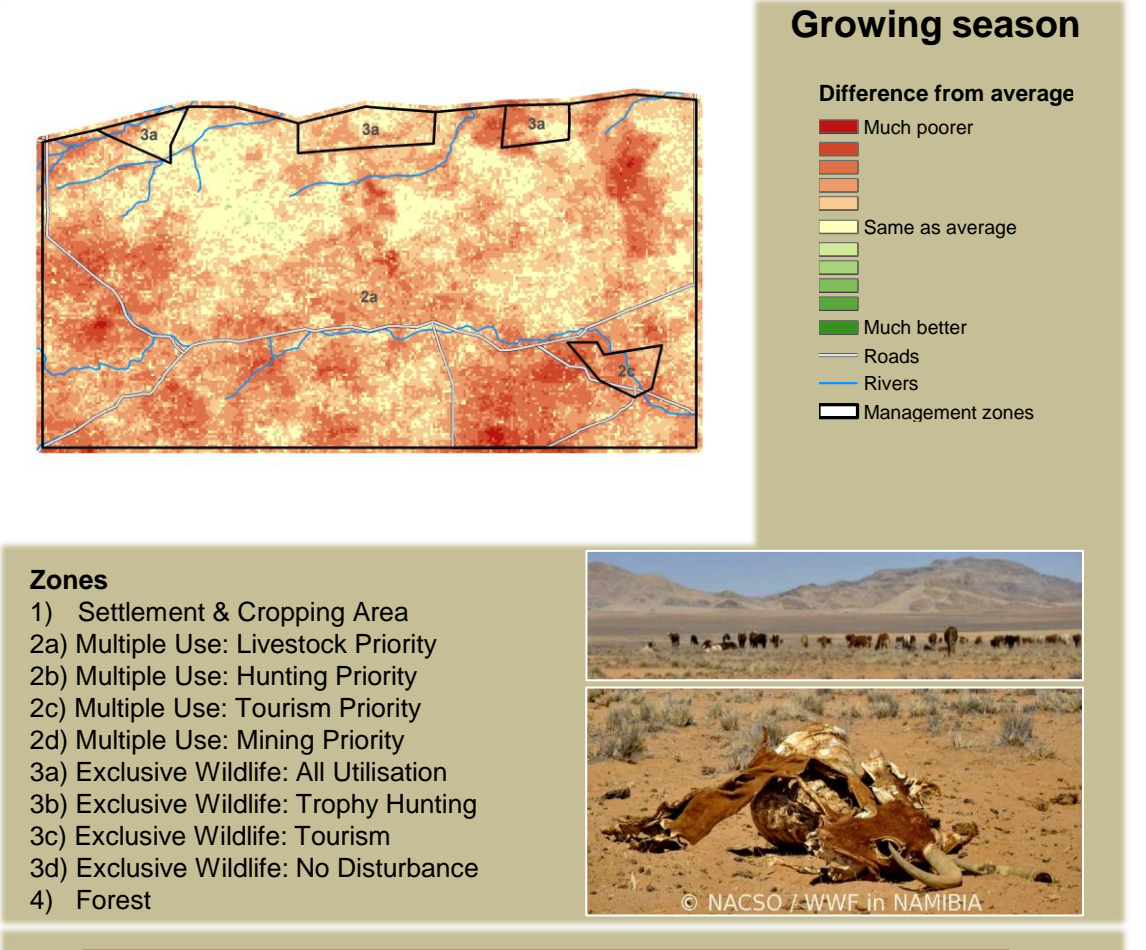 Growing season
Difference from average
Much poorer
Same as average
Much better
Roads
Rivers
Management zones
3a
3a
3a
2a
2c
Zones
1) Settlement & Cropping Area
2a) Multiple Use: Livestock Priority
2b) Multiple Use: Hunting Priority
2c) Multiple Use: Tourism Priority
2d) Multiple Use: Mining Priority
3a) Exclusive Wildlife: All Utilisation
3b) Exclusive Wildlife: Trophy Hunting
3c) Exclusive Wildlife: Tourism
3d) Exclusive Wildlife: No Disturbance
4) Forest
© NACSO / WWF in NAMIBIA